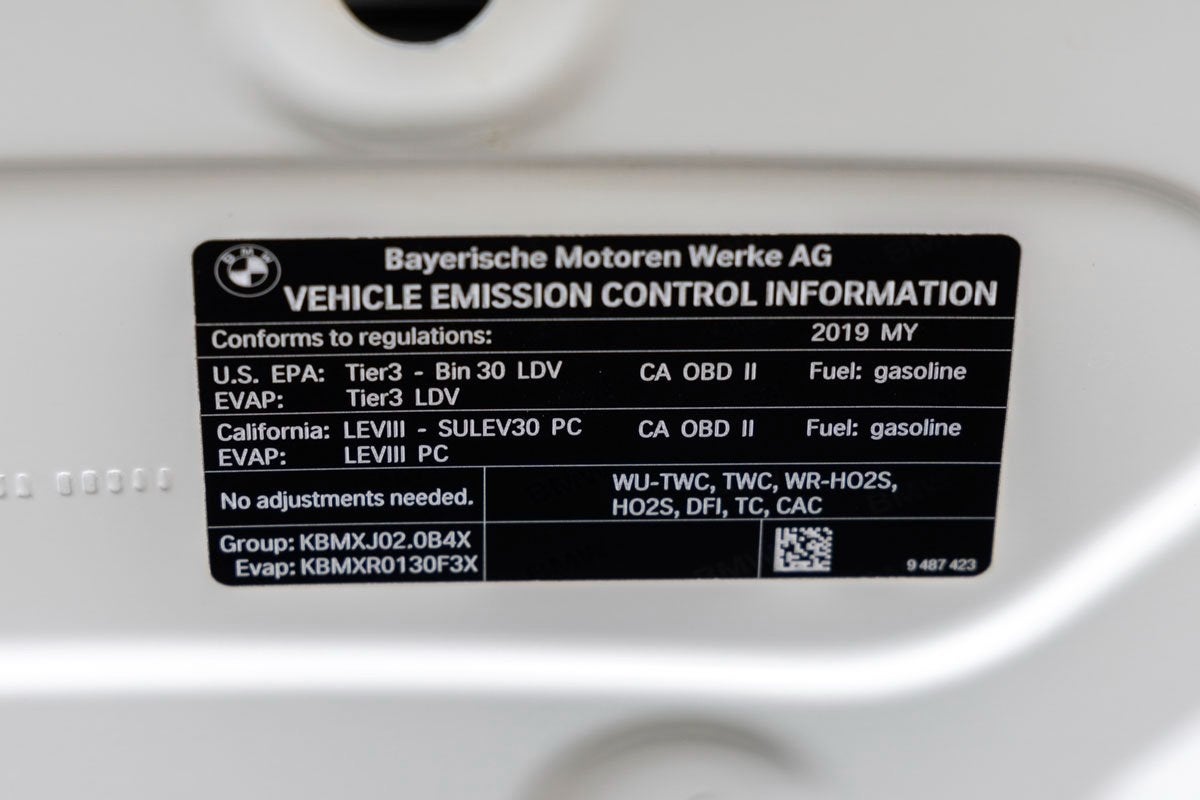 BMW
Bayerische Motoren Werke AG
VEHICLE EMISSION CONTROL INFORMATION
Conforms to regulations: 2019 MY
U.S. EPA: Tier3 - Bin 30 LDV CA OBD II Fuel: gasoline
EVAP: Tier3 LDV
California: LEVIII - SULEV30 PC CA OBD II Fuel: gasoline
EVAP: LEVIII PC
No adjustments needed.
WU-TWC, TWC, WR-HO2S,
HO2S, DFI, TC, CAC
Group: KBMXJ02.0B4X
Evap: KBMXR0130F3X
9 487 423